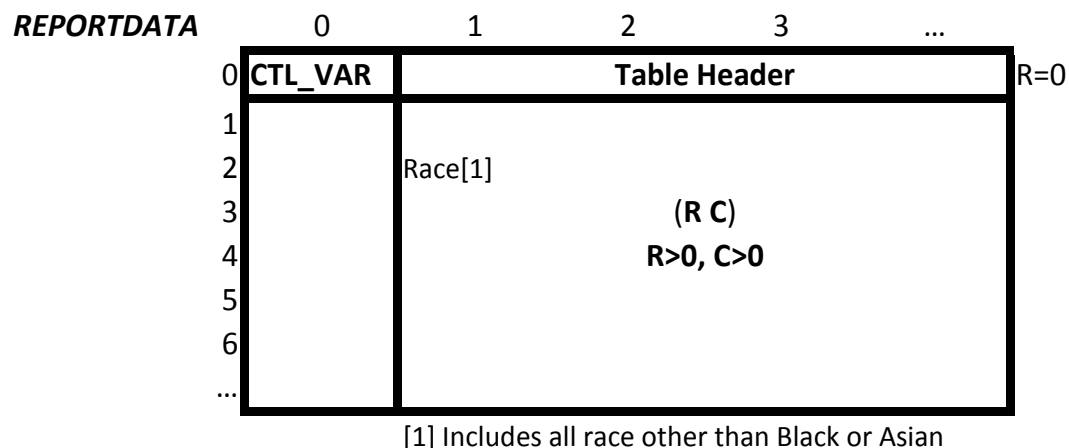 REPORTDATA 0 1 2 3 ...
0 CTL_VAR Table Header R=0
1
2 Race[1]
3 (R C)
4 R>0, C>0
5
6
...
[1] Includes all race other than Black or Asian